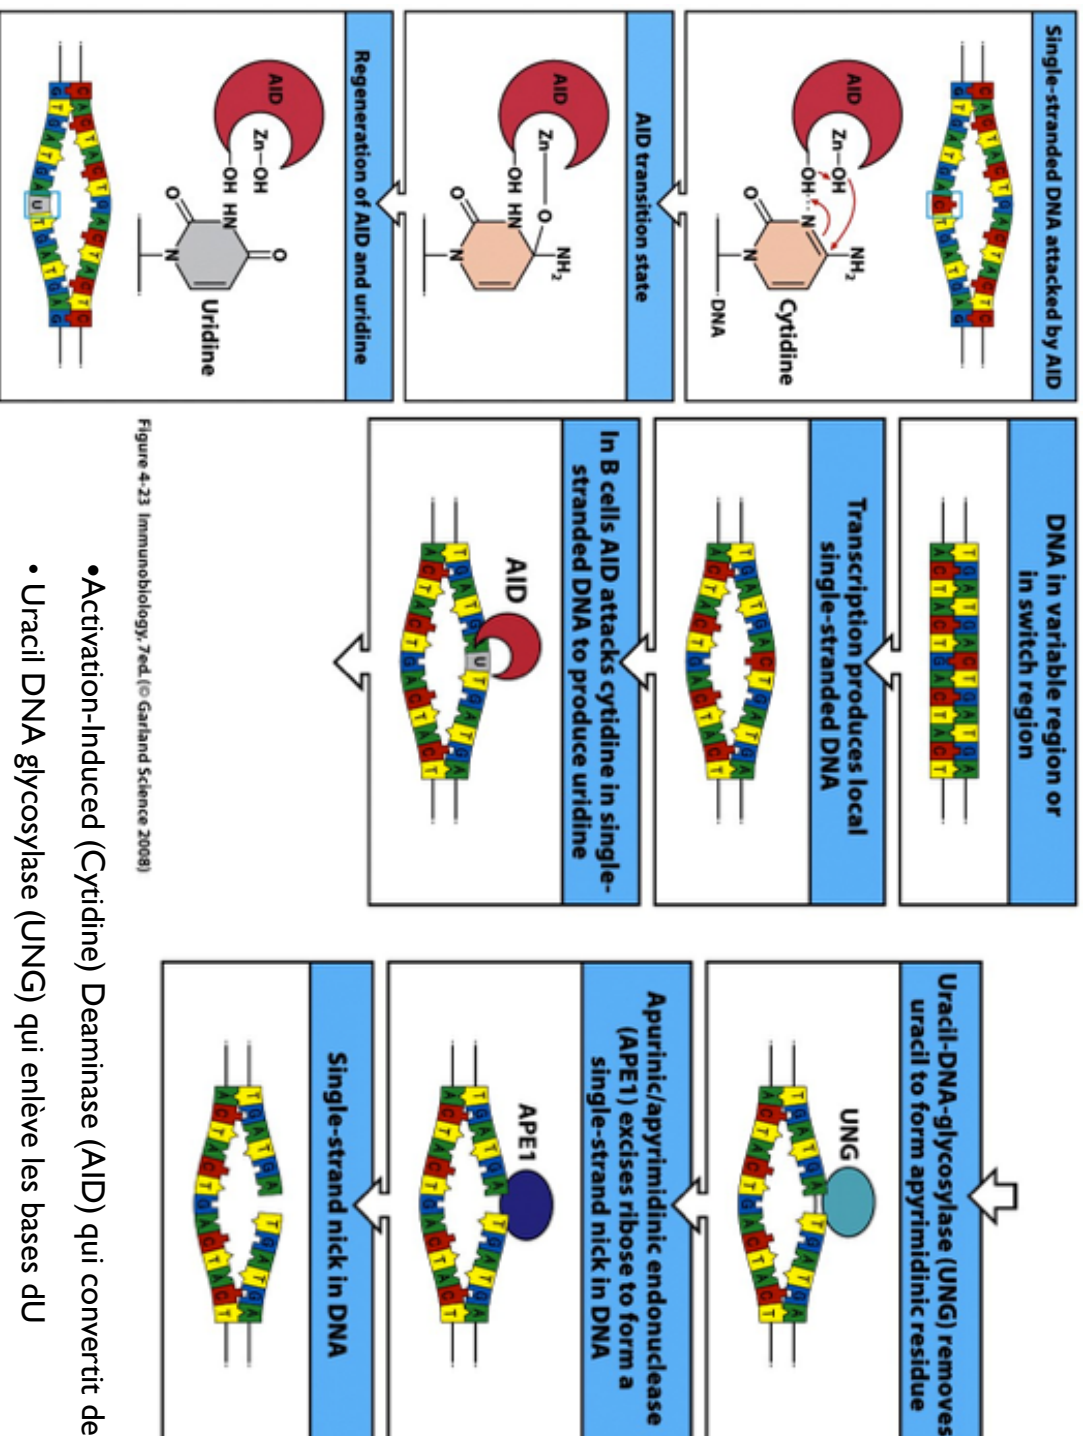 Single-stranded DNA attacked by AID
C A C T A C T G A C T A C T C
G T G A T G A C T G A T G A G
AID
Zn—OH
OH
N
NH2
O
N
Cytidine
DNA
AID transition state
AID
Zn
O
OH
HN
NH2
O
N
Regeneration of AID and uridine
AID
Zn—OH
OH
HN
O
O
N
Uridine
C A C T A C T G A C T A C T C
G T G A T G A U T G A T G A G
DNA in variable region or
in switch region
T G A T G A C T G A T G A
A C T A C T G A C T A C T
Transcription produces local
single-stranded DNA
T G A T G A C T G A T G A
A C T A C T G A C T A C T
In B cells AID attacks cytidine in single-
stranded DNA to produce uridine
AID
T G A T G A U T G A T G A
A C T A C T G A C T A C T
Figure 4-23 Immunobiology, 7ed. (© Garland Science 2008)
Uracil-DNA-glycosylase (UNG) removes
uracil to form apyrimidinic residue
UNG
T G A T G A T G A T G A
A C T A C T G A C T A C T
Apurinic/apyrimidinic endonuclease
(APE1) excises ribose to form a
single-strand nick in DNA
APE1
T G A T G A T G A T G A
A C T A C T G A C T A C T
Single-strand nick in DNA
T G A T G A T G A T G A
A C T A C T G A C T A C T
•Activation-Induced (Cytidine) Deaminase (AID) qui convertit de
• Uracil DNA glycosylase (UNG) qui enlève les bases dU